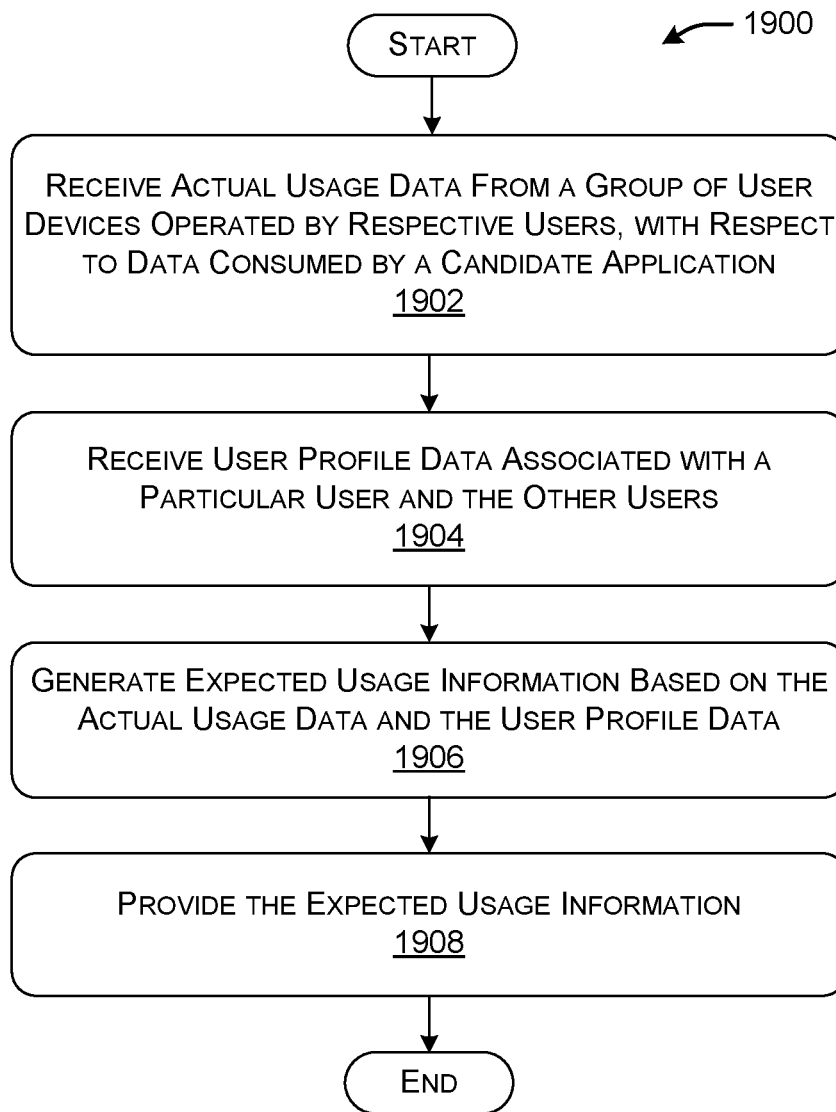 START
1900
RECEIVE ACTUAL USAGE DATA FROM A GROUP OF USER
DEVICES OPERATED BY RESPECTIVE USERS, WITH RESPECT
TO DATA CONSUMED BY A CANDIDATE APPLICATION
1902
RECEIVE USER PROFILE DATA ASSOCIATED WITH A
PARTICULAR USER AND THE OTHER USERS
1904
GENERATE EXPECTED USAGE INFORMATION BASED ON THE
ACTUAL USAGE DATA AND THE USER PROFILE DATA
1906
PROVIDE THE EXPECTED USAGE INFORMATION
1908
END